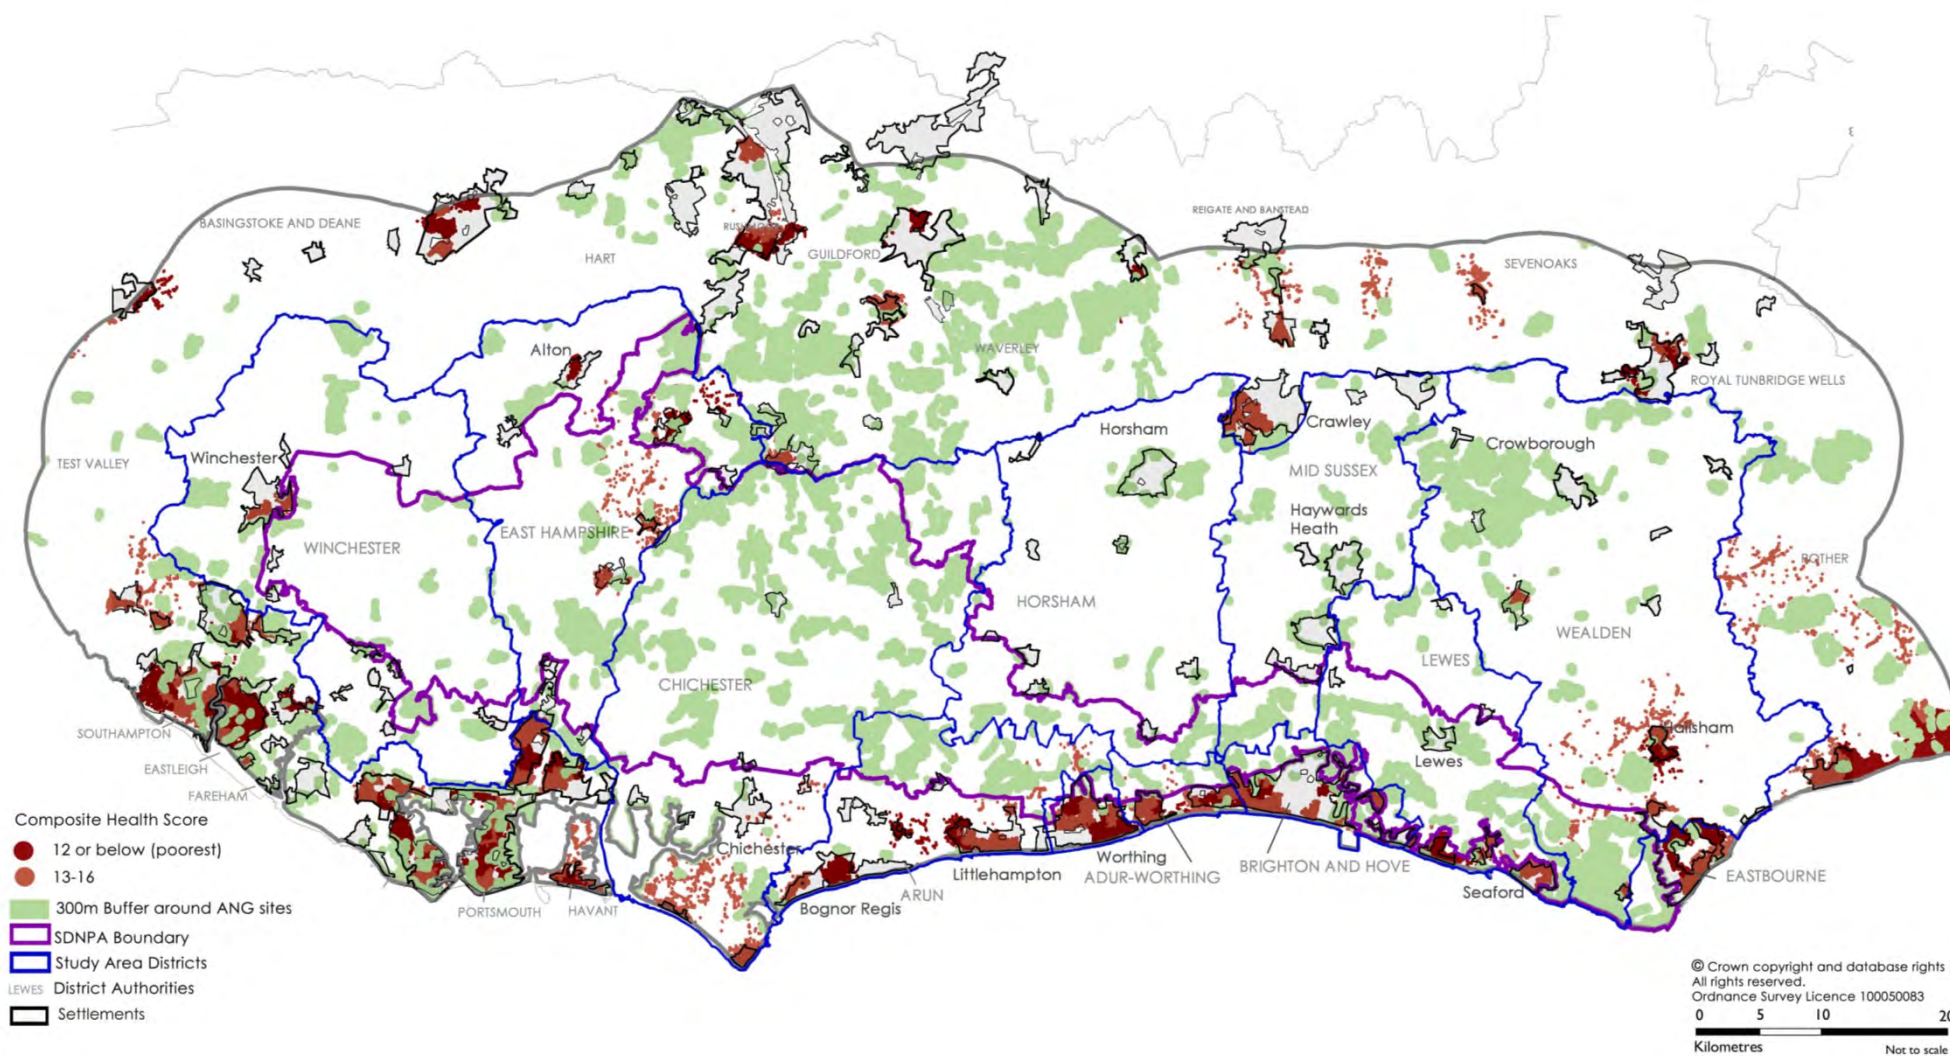 REIGATE AND BANSTEAD
BASINGSTOKE AND DEANE
HART
GUILDFORD
SEVENOAKS
WAVERLEY
Alton
ROYAL TUNBRIDGE WELLS
Crawley
Horsham
Crowborough
TEST VALLEY
Winchester
MID SUSSEX
Haywards
Heath
EAST HAMPSHIRE
WINCHESTER
ROTHER
HORSHAM
WEALDEN
LEWES
CHICHESTER
SOUTHAMPTON
Hailsham
Lewes
EASTLEIGH
FAREHAM
Chichester
Worthing
ADUR-WORTHING
BRIGHTON AND HOVE
Littlehampton
EASTBOURNE
ARUN
Seaford
Bognor Regis
PORTSMOUTH
HAVANT
Composite Health Score
12 or below (poorest)
13-16
300m Buffer around ANG sites
SDNPA Boundary
Study Area Districts
LEWES District Authorities
Settlements
© Crown copyright and database rights
All rights reserved.
Ordnance Survey Licence 100050083
0 5 10 20
Kilometres Not to scale